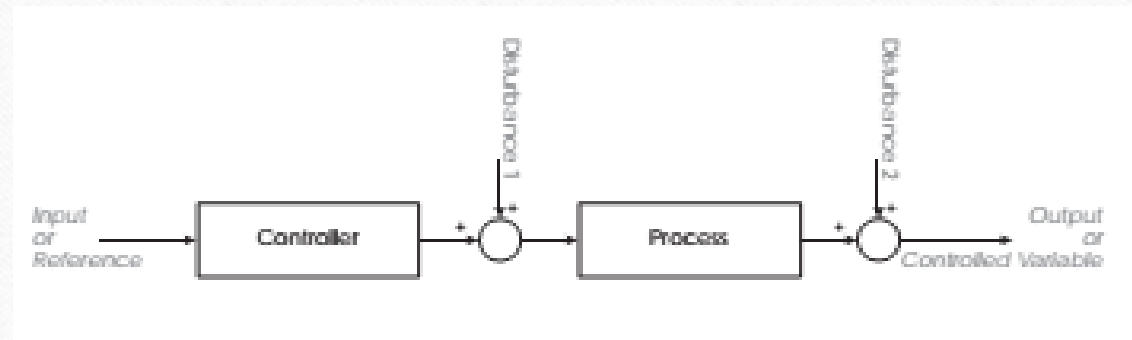 Disturbance 1
Disturbance 2
Input
or
Reference
+
+
Controller
Process
+
+
Output
or
Controlled Variable